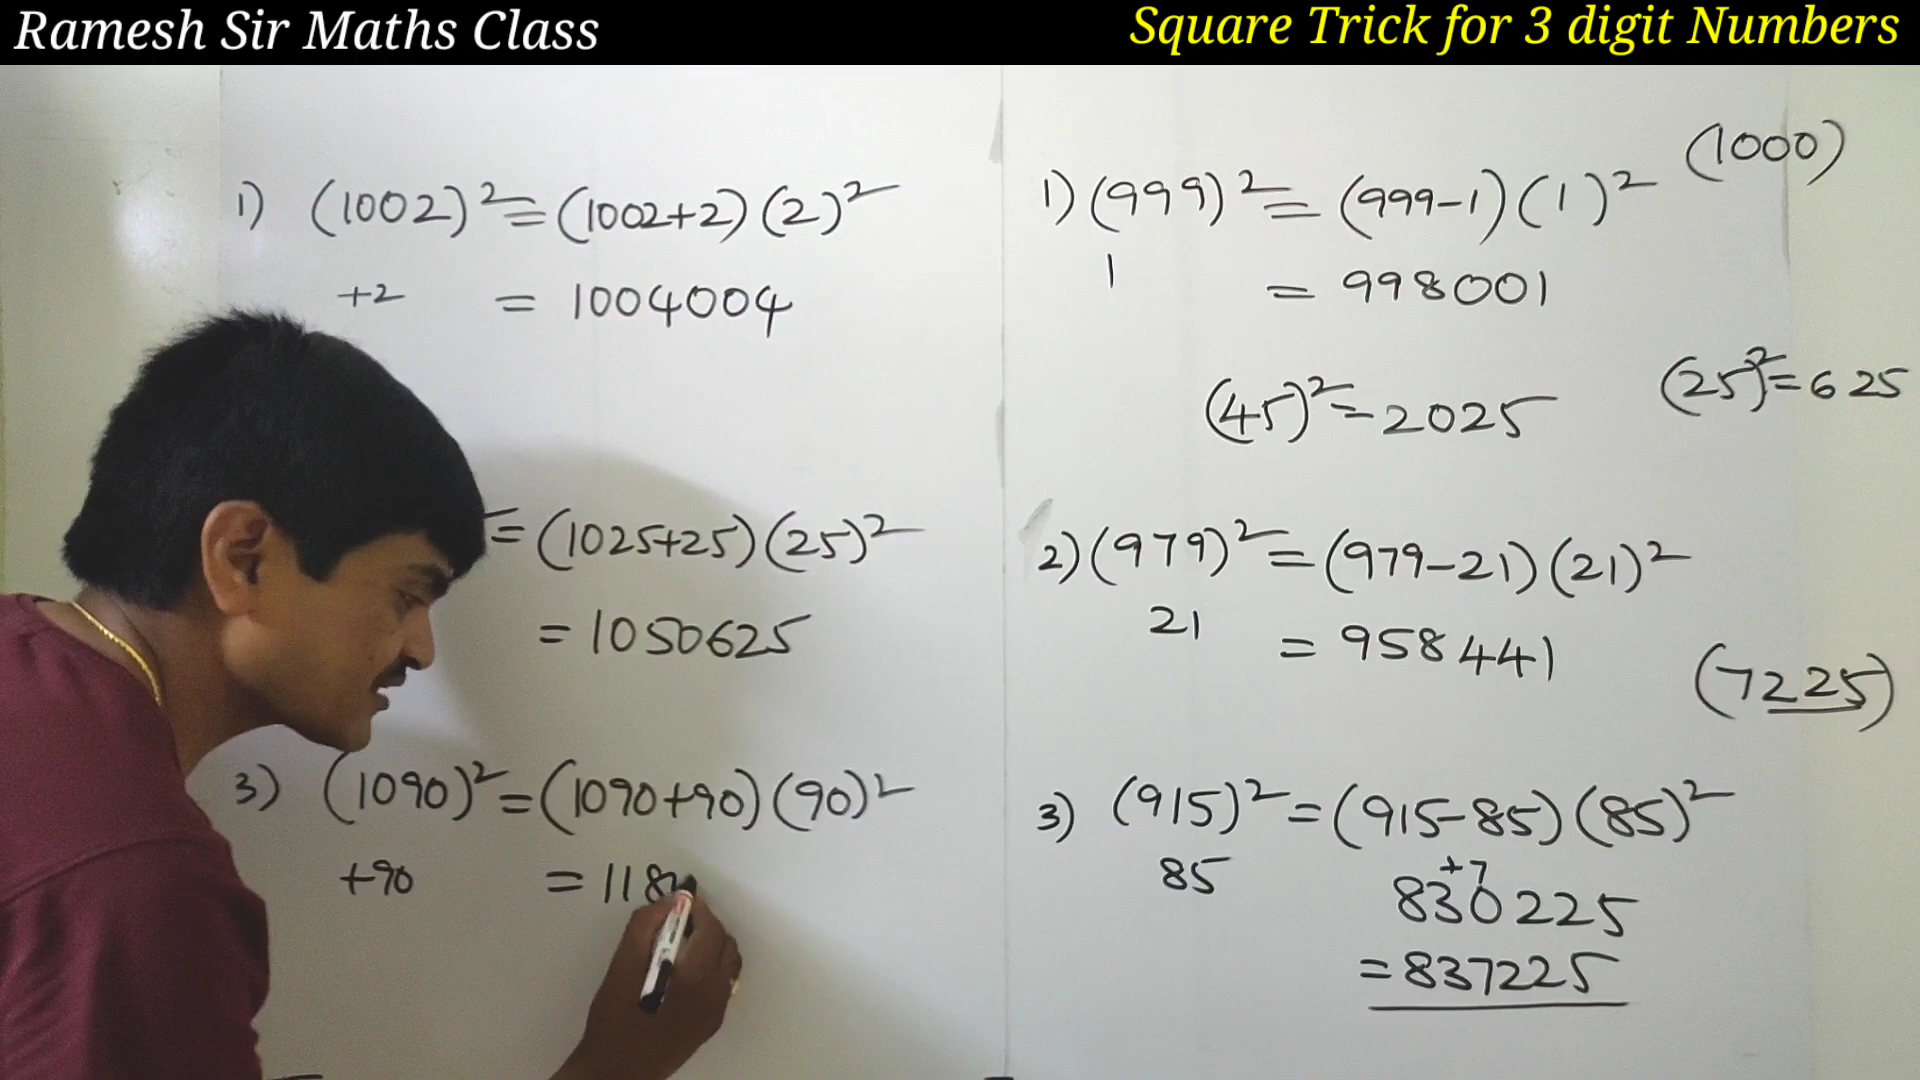 Ramesh Sir Maths Class
Square Trick for 3 digit Numbers
1) (1002)² = (1002+2) (2)²
+2 = 1004004
= (1025+25) (25)²
= 1050625
3) (1090)² = (1090+90) (90)²
+90 = 118
(1000)
1) (999)² = (999-1) (1)²
1 = 998001
(45)² = 2025
(25)² = 625
2) (979)² = (979-21) (21)²
21 = 958441
(7225)
3) (915)² = (915-85) (85)²
85
+7
830225
= 837225